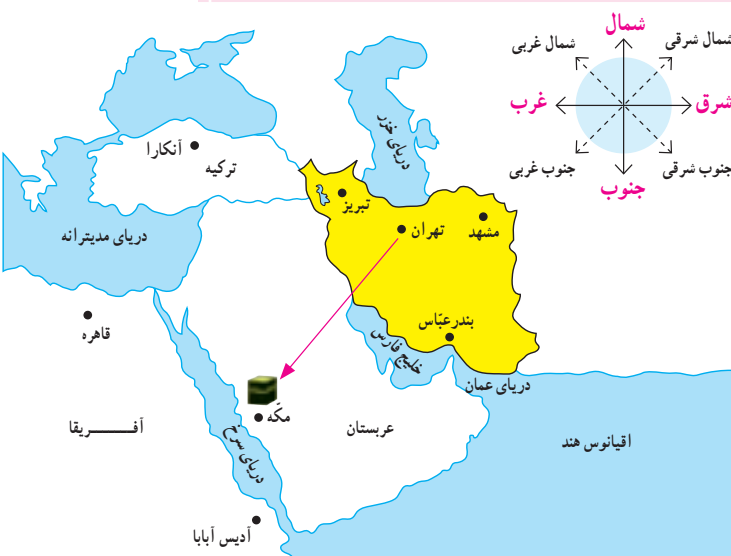 شمال
شمال شرقی
شمال غربی
شرق
غرب
جنوب شرقی
جنوب غربی
جنوب
دریای خزر
آنکارا
ترکیه
تبریز
تهران
مشهد
دریای مدیترانه
قاهره
بندرعبّاس
خلیج فارس
دریای عمان
مکّه
عربستان
آفـــــریقا
دریای سرخ
اقیانوس هند
آدیس آبابا